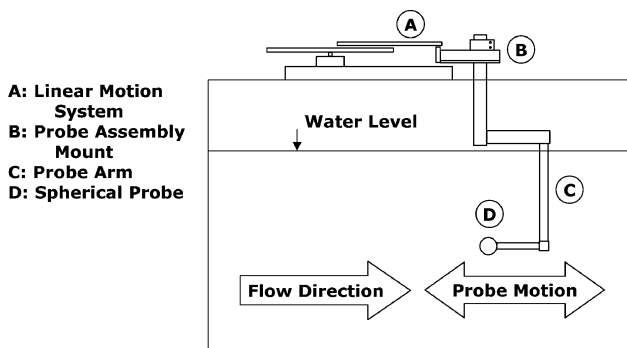 A: Linear Motion
System
B: Probe Assembly
Mount
C: Probe Arm
D: Spherical Probe
A
B
Water Level
C
D
Flow Direction
Probe Motion